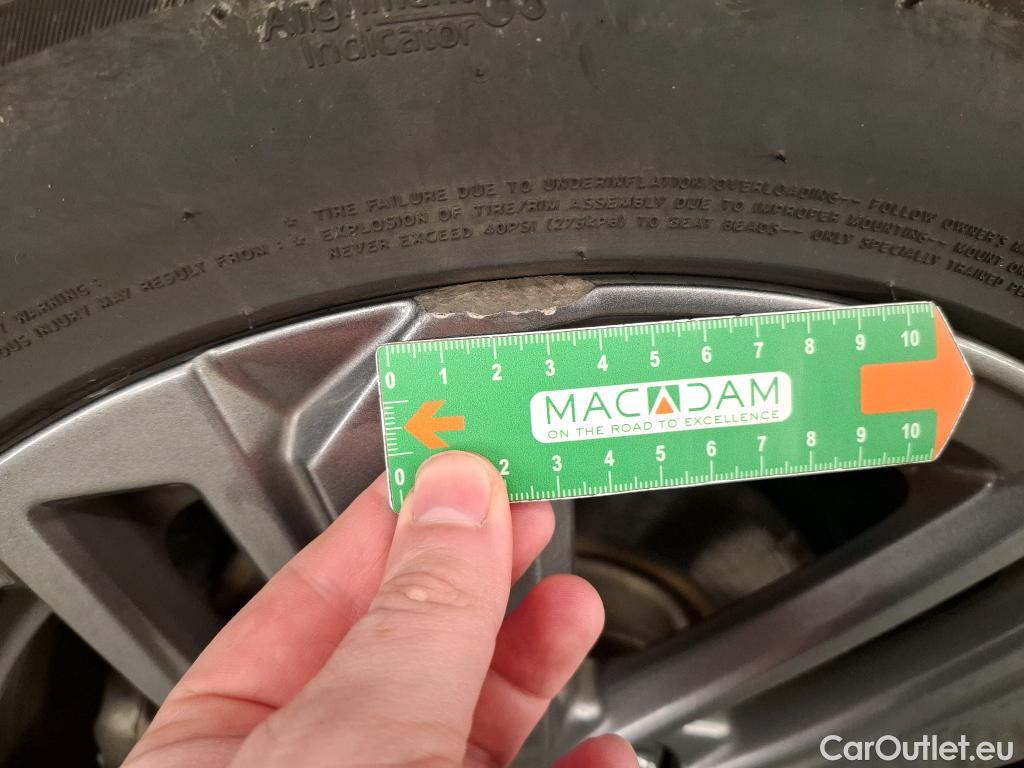 Alignment
Indicator
* TIRE FAILURE DUE TO UNDERINFLATION/OVERLOADING-- FOLLOW OWNER'S
WARNING :
OUS INJURY MAY RESULT FROM : * EXPLOSION OF TIRE/RIM ASSEMBLY DUE TO IMPROPER MOUNTING-- MOUNT
NEVER EXCEED 40PSI (275kPa) TO SEAT BEADS-- ONLY SPECIALLY TRAINED
0 1 2 3 4 5 6 7 8 9 10
MACADAM
ON THE ROAD TO EXCELLENCE
0 2 3 4 5 6 7 8 9 10
CarOutlet.eu